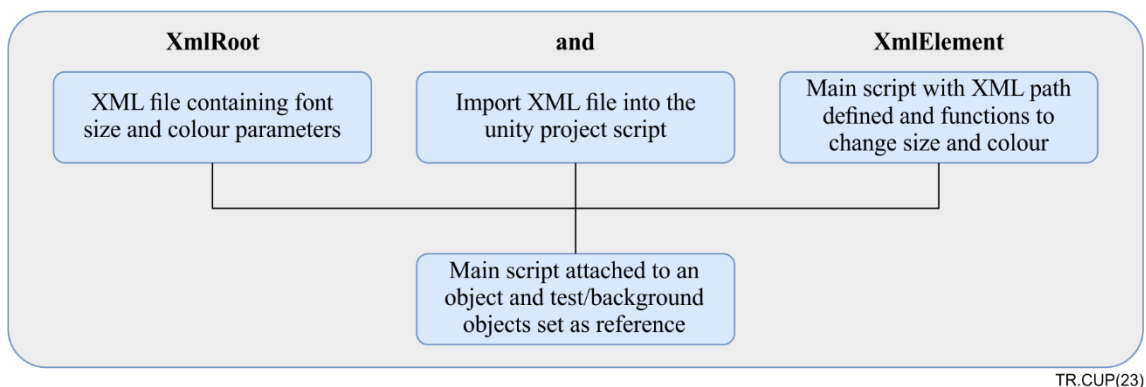 XmlRoot and XmlElement
XML file containing font
size and colour parameters
Import XML file into the
unity project script
Main script with XML path
defined and functions to
change size and colour
Main script attached to an
object and test/background
objects set as reference
TR.CUP(23)